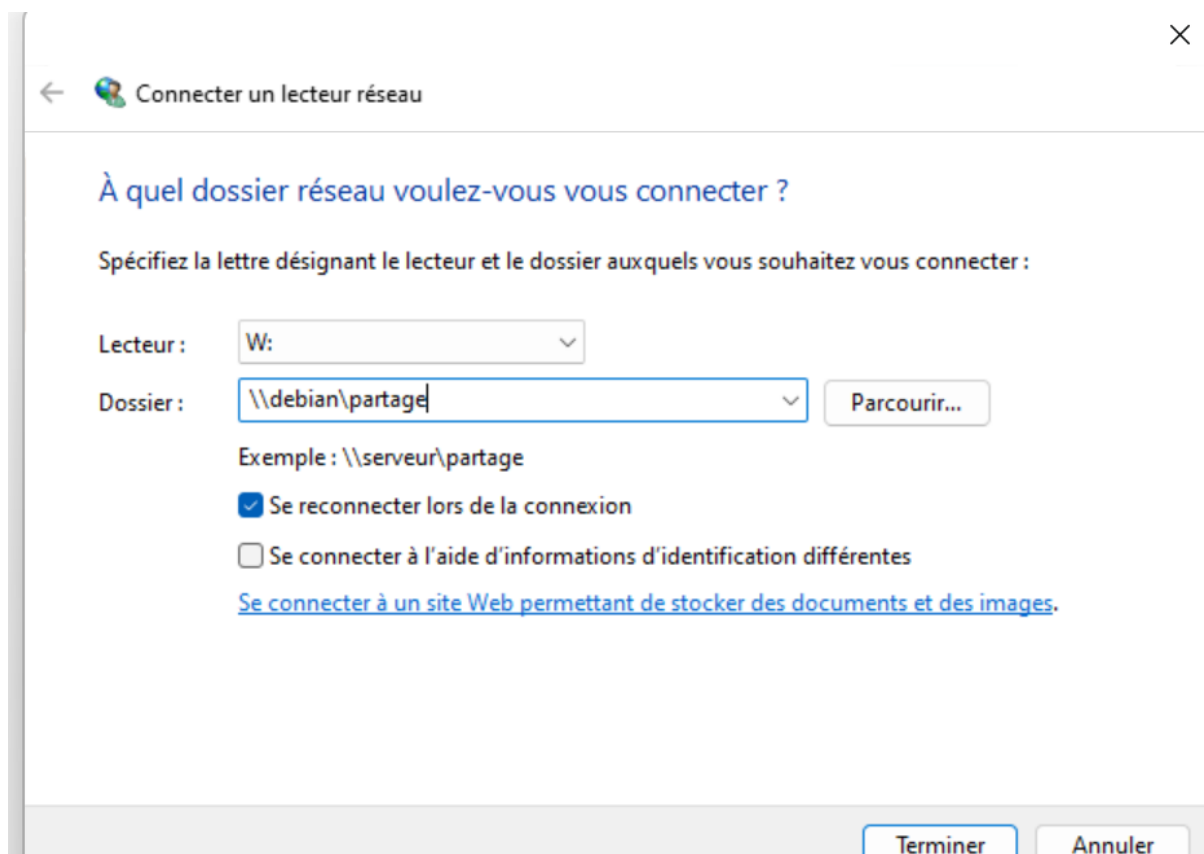 Connecter un lecteur réseau
À quel dossier réseau voulez-vous vous connecter ?
Spécifiez la lettre désignant le lecteur et le dossier auxquels vous souhaitez vous connecter :
Lecteur : W:
Dossier : \\debian\partage Parcourir...
Exemple : \\serveur\partage
Se reconnecter lors de la connexion
Se connecter à l'aide d'informations d'identification différentes
Se connecter à un site Web permettant de stocker des documents et des images.
Terminer Annuler